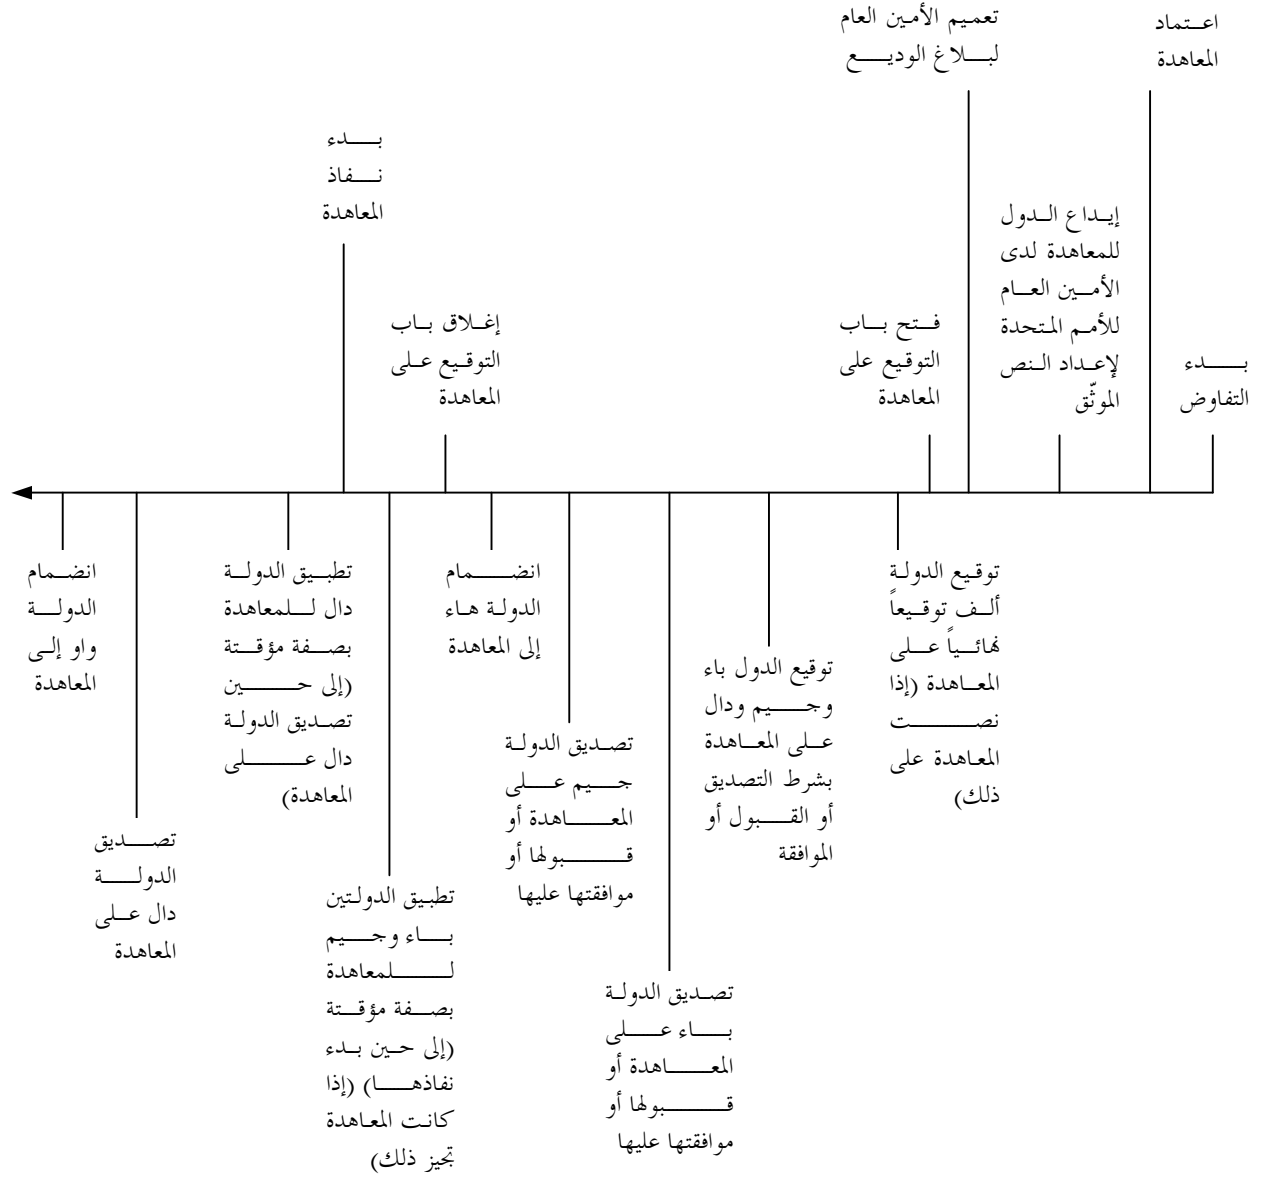 اعتماد
المعاهدة
تعميم الأمين العام
لبلاغ الوديع
بدء
نفاذ
المعاهدة
إيداع الدول
للمعاهدة لدى
الأمين العام
للأمم المتحدة
لإعداد النص
الموثّق
بدء
التفاوض
فتح باب
التوقيع على
المعاهدة
إغلاق باب
التوقيع على
المعاهدة
توقيع الدولة
ألف توقيعاً
نهائياً على
المعاهدة (إذا
نصت
المعاهدة على
ذلك)
توقيع الدول باء
وجيم ودال
على المعاهدة
بشرط التصديق
أو القبول أو
الموافقة
تصديق الدولة
باء على
المعاهدة أو
قبولها أو
موافقتها عليها
تصديق الدولة
جيم على
المعاهدة أو
قبولها أو
موافقتها عليها
انضمام
الدولة هاء
إلى المعاهدة
تطبيق الدولتين
باء وجيم
للمعاهدة
بصفة مؤقتة
(إلى حين بدء
نفاذها) (إذا
كانت المعاهدة
تجيز ذلك)
تطبيق الدولة
دال للمعاهدة
بصفة مؤقتة
(إلى حين
تصديق الدولة
دال على
المعاهدة)
تصديق
الدولة
دال على
المعاهدة
انضمام
الدولة
واو إلى
المعاهدة